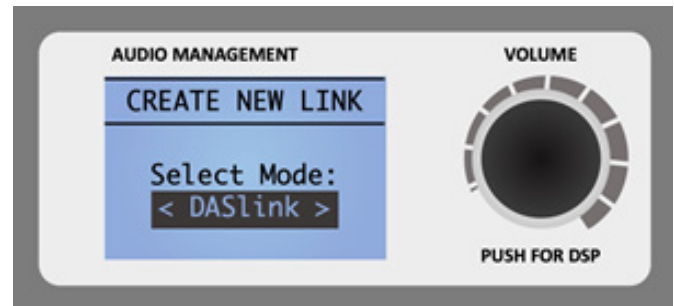 AUDIO MANAGEMENT
CREATE NEW LINK
Select Mode:
< DASlink >
VOLUME
PUSH FOR DSP